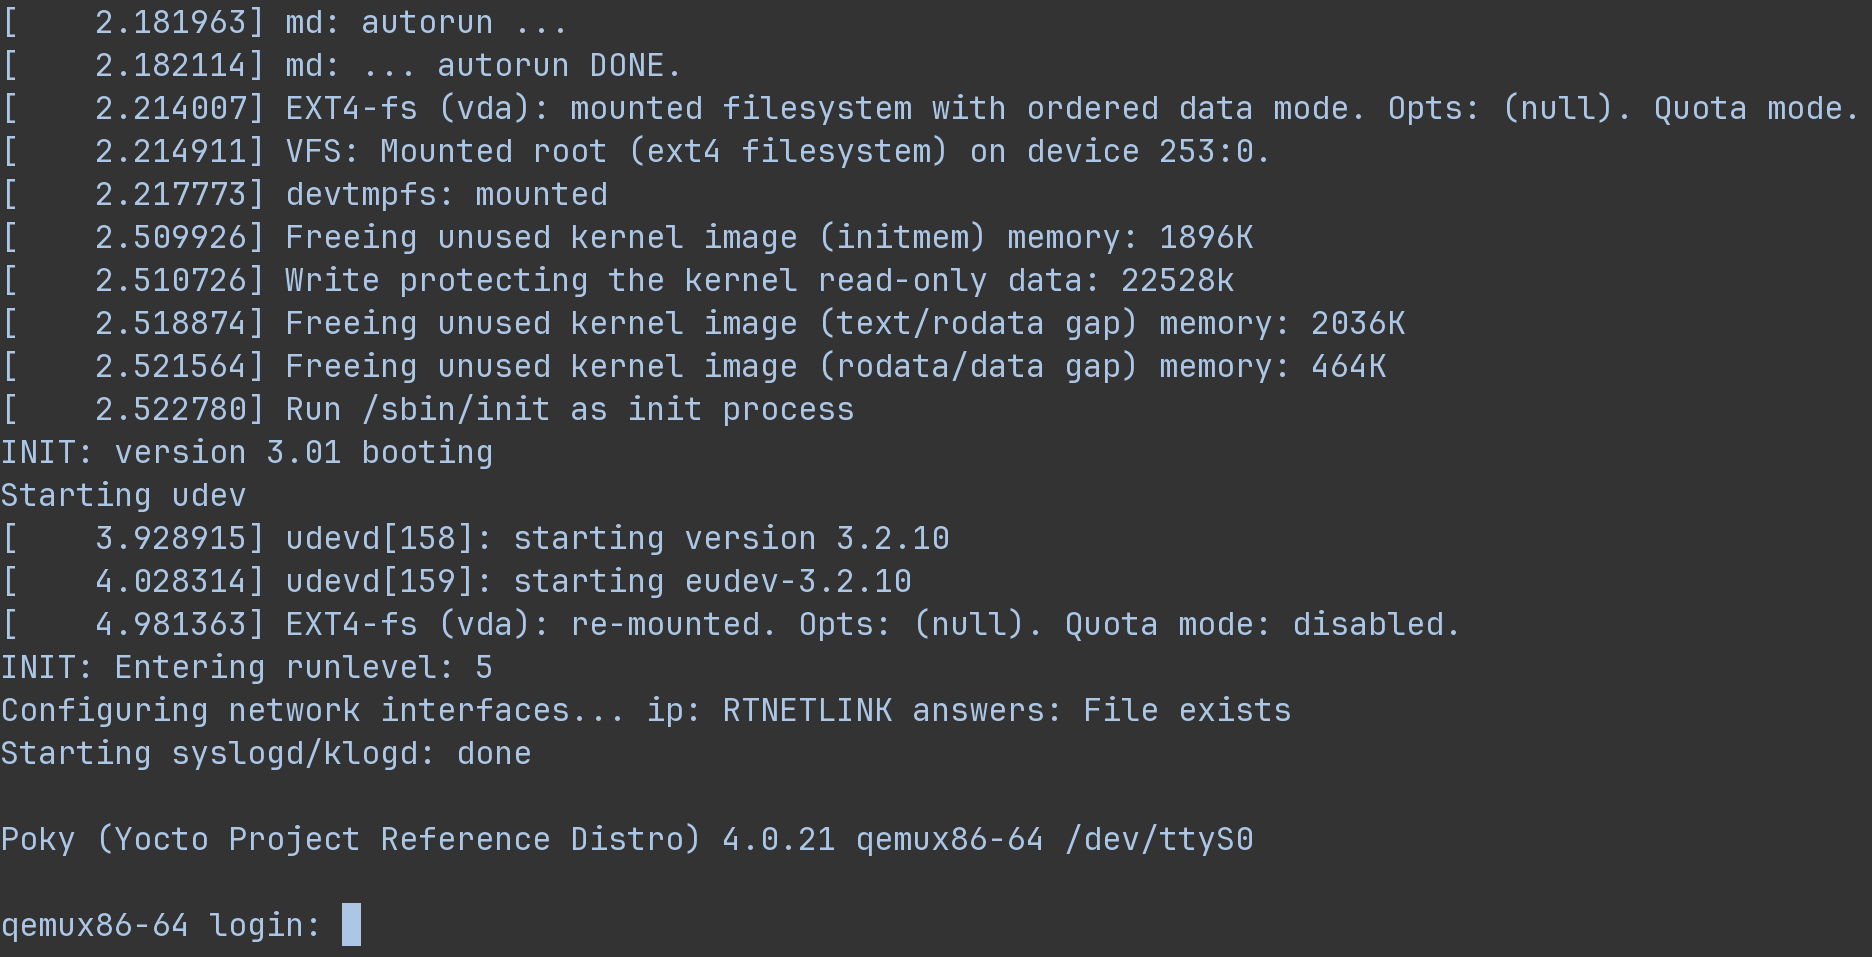 [    2.181963] md: autorun ...
[    2.182114] md: ... autorun DONE.
[    2.214007] EXT4-fs (vda): mounted filesystem with ordered data mode. Opts: (null). Quota mode.
[    2.214911] VFS: Mounted root (ext4 filesystem) on device 253:0.
[    2.217773] devtmpfs: mounted
[    2.509926] Freeing unused kernel image (initmem) memory: 1896K
[    2.510726] Write protecting the kernel read-only data: 22528k
[    2.518874] Freeing unused kernel image (text/rodata gap) memory: 2036K
[    2.521564] Freeing unused kernel image (rodata/data gap) memory: 464K
[    2.522780] Run /sbin/init as init process
INIT: version 3.01 booting
Starting udev
[    3.928915] udevd[158]: starting version 3.2.10
[    4.028314] udevd[159]: starting eudev-3.2.10
[    4.981363] EXT4-fs (vda): re-mounted. Opts: (null). Quota mode: disabled.
INIT: Entering runlevel: 5
Configuring network interfaces... ip: RTNETLINK answers: File exists
Starting syslogd/klogd: done
Poky (Yocto Project Reference Distro) 4.0.21 qemux86-64 /dev/ttyS0
qemux86-64 login: